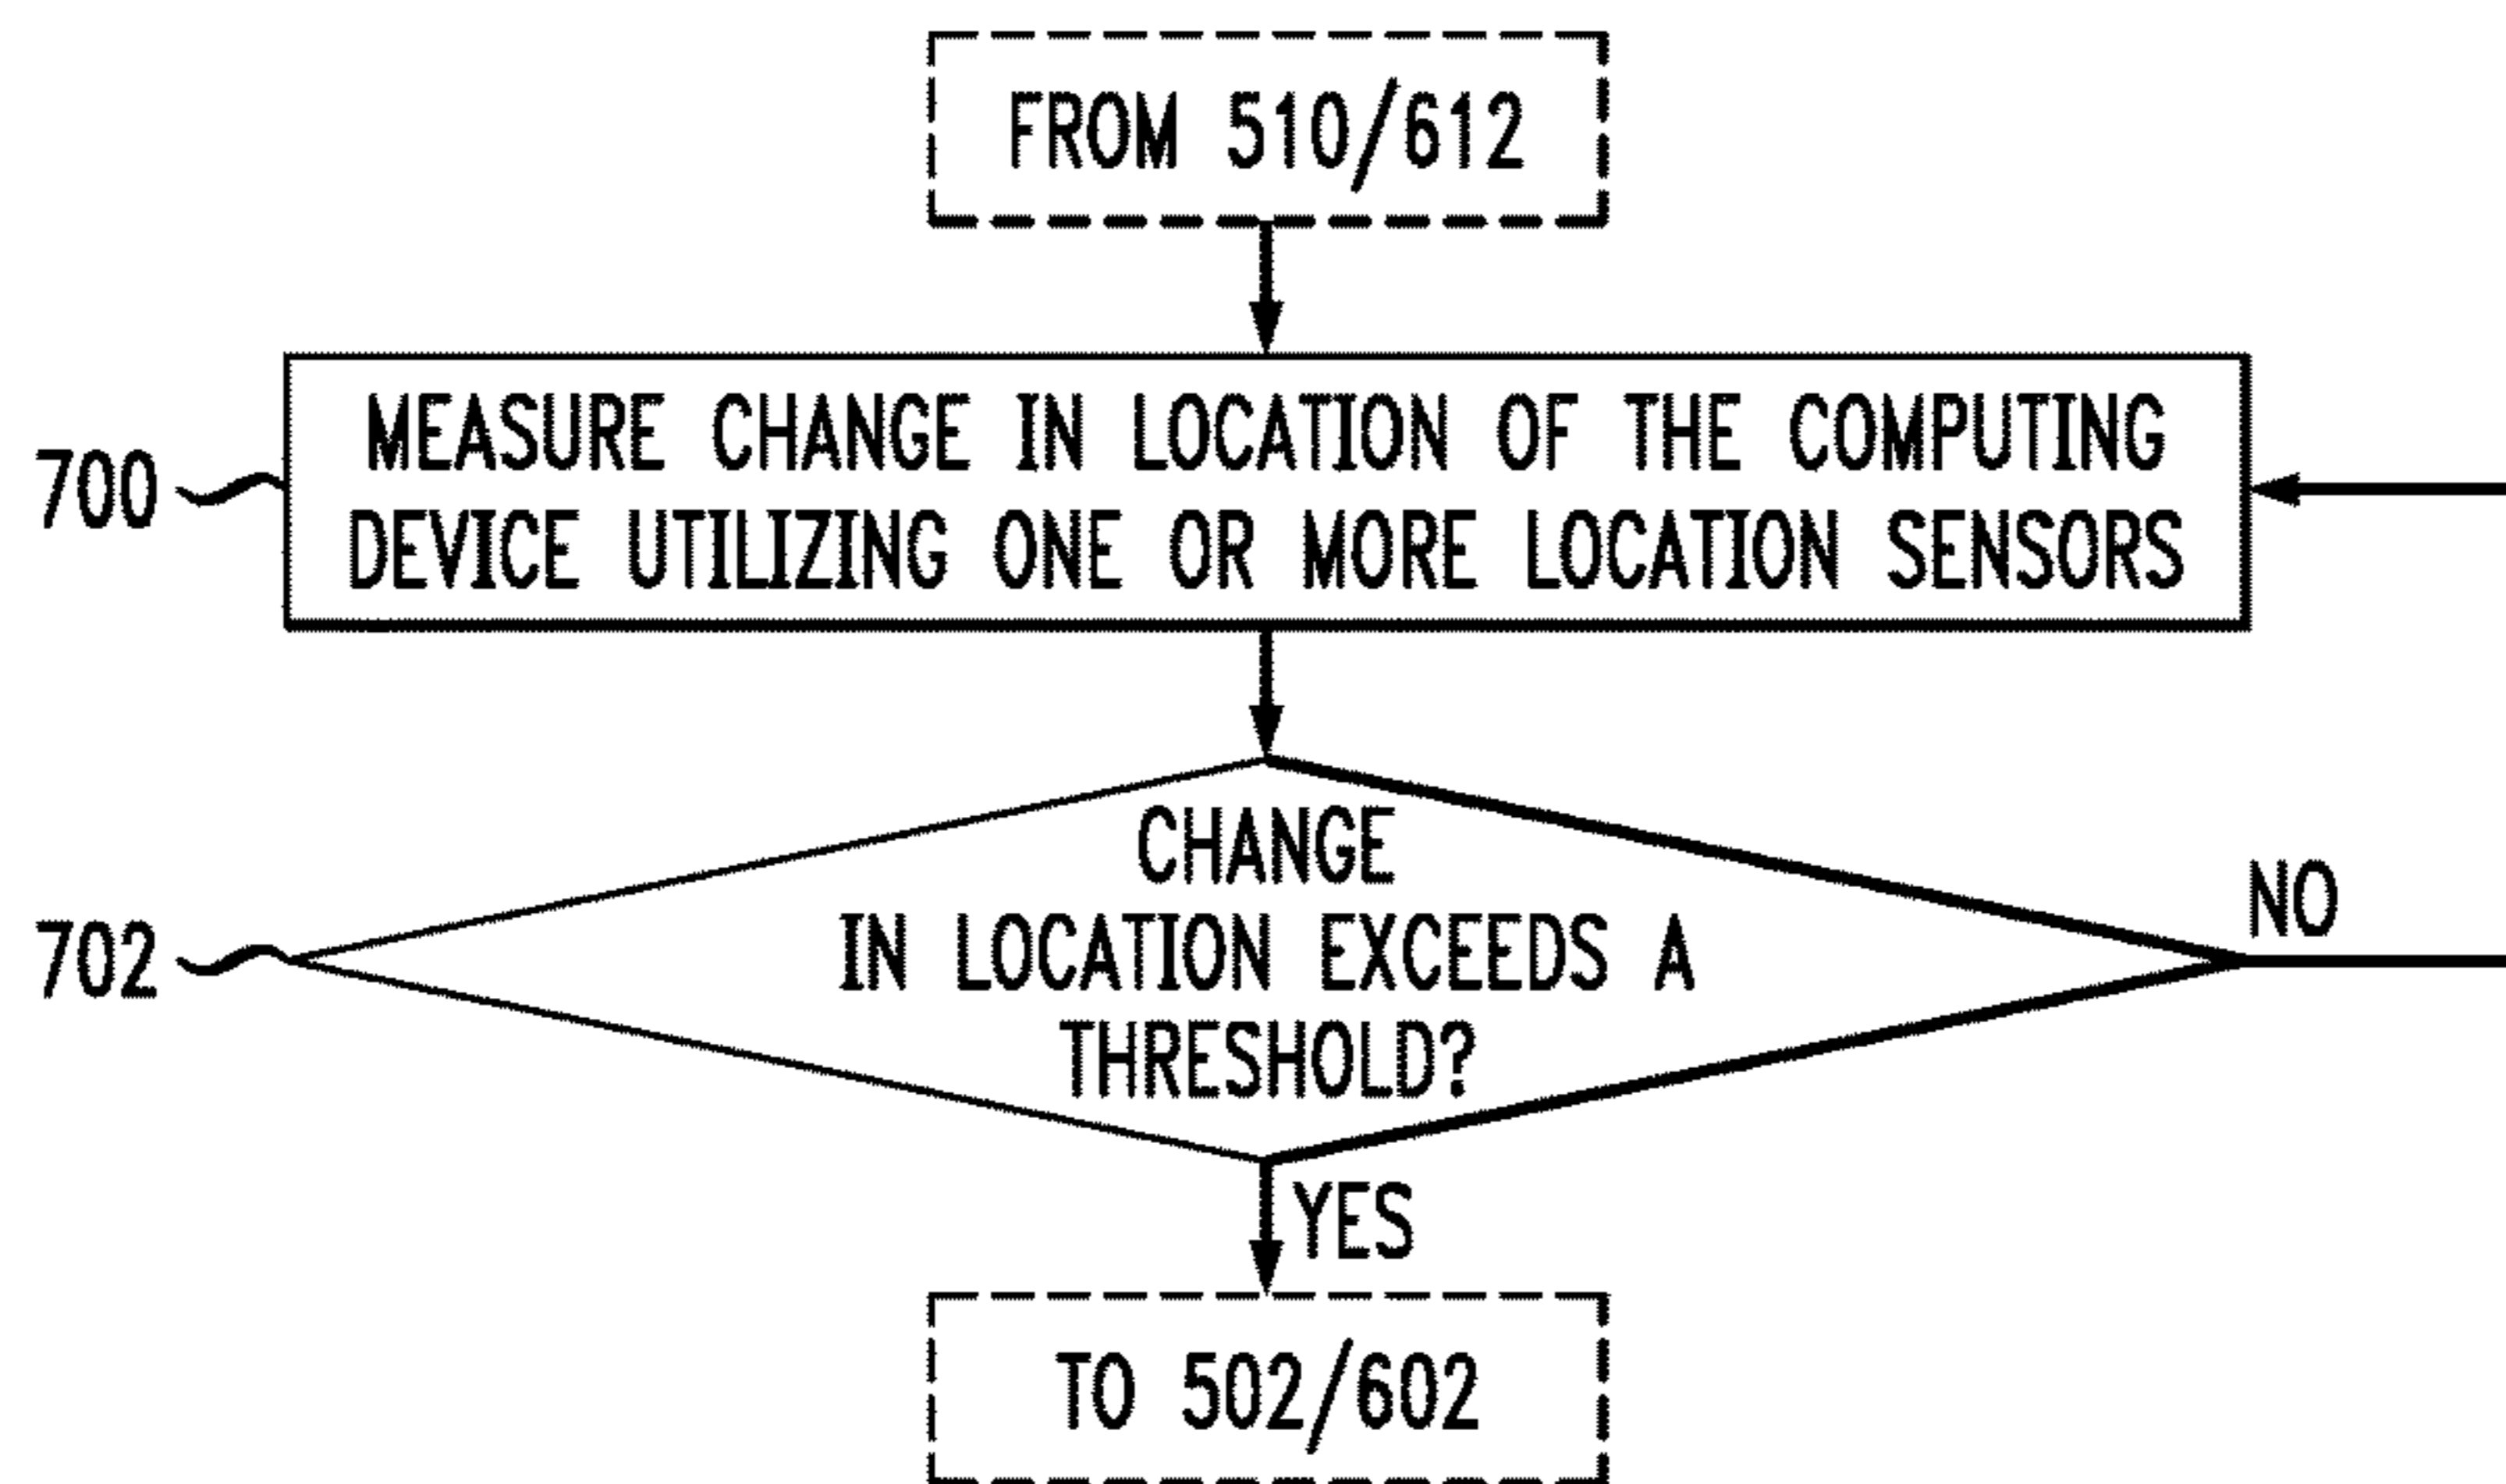 FROM 510/612
700
MEASURE CHANGE IN LOCATION OF THE COMPUTING
DEVICE UTILIZING ONE OR MORE LOCATION SENSORS
702
CHANGE
IN LOCATION EXCEEDS A
THRESHOLD?
NO
YES
TO 502/602